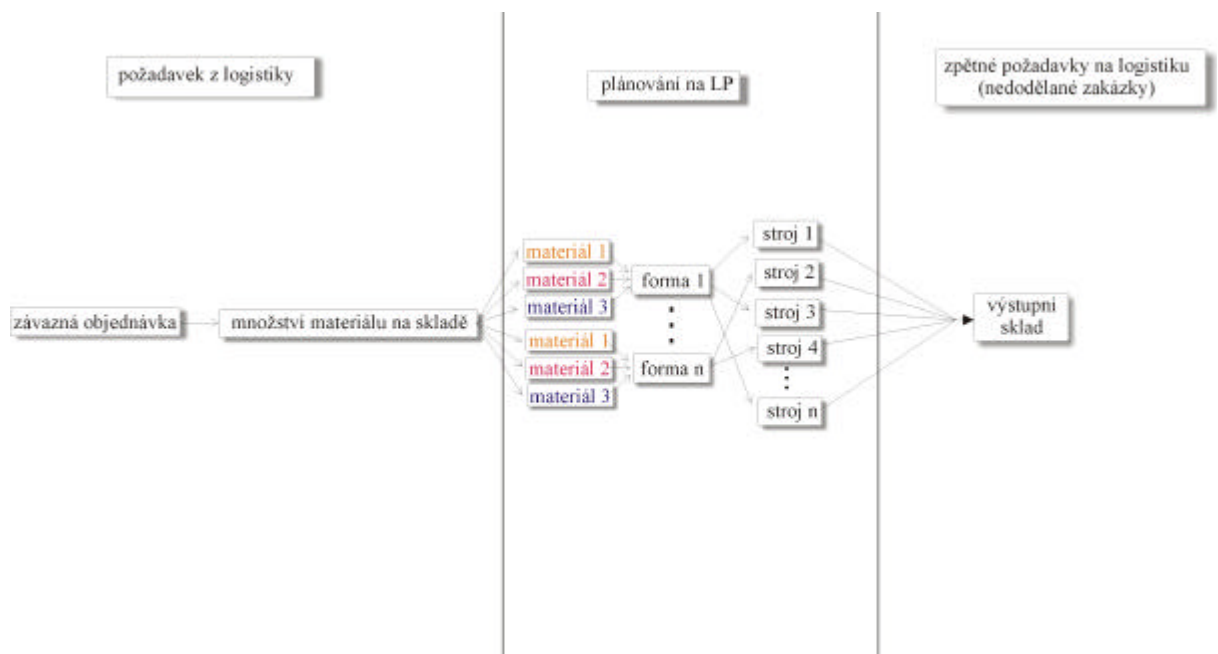 požadavek z logistiky
plánování na LP
zpětné požadavky na logistiku
(nedodělané zakázky)
závazná objednávka
množství materiálu na skladě
materiál 1
materiál 2
materiál 3
materiál 1
materiál 2
materiál 3
forma 1
forma n
stroj 1
stroj 2
stroj 3
stroj 4
stroj n
výstupní
sklad